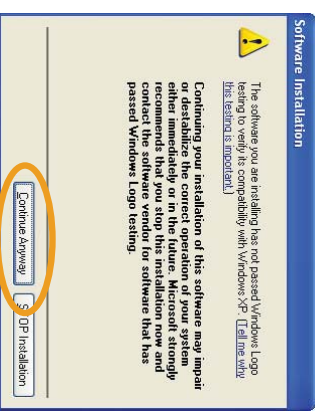 Software Installation
The software you are installing has not passed Windows Logo
testing to verify its compatibility with Windows XP. (Tell me why
this testing is important.)
Continuing your installation of this software may impair
or destabilize the correct operation of your system
either immediately or in the future. Microsoft strongly
recommends that you stop this installation now and
contact the software vendor for software that has
passed Windows Logo testing.
Continue Anyway
STOP Installation